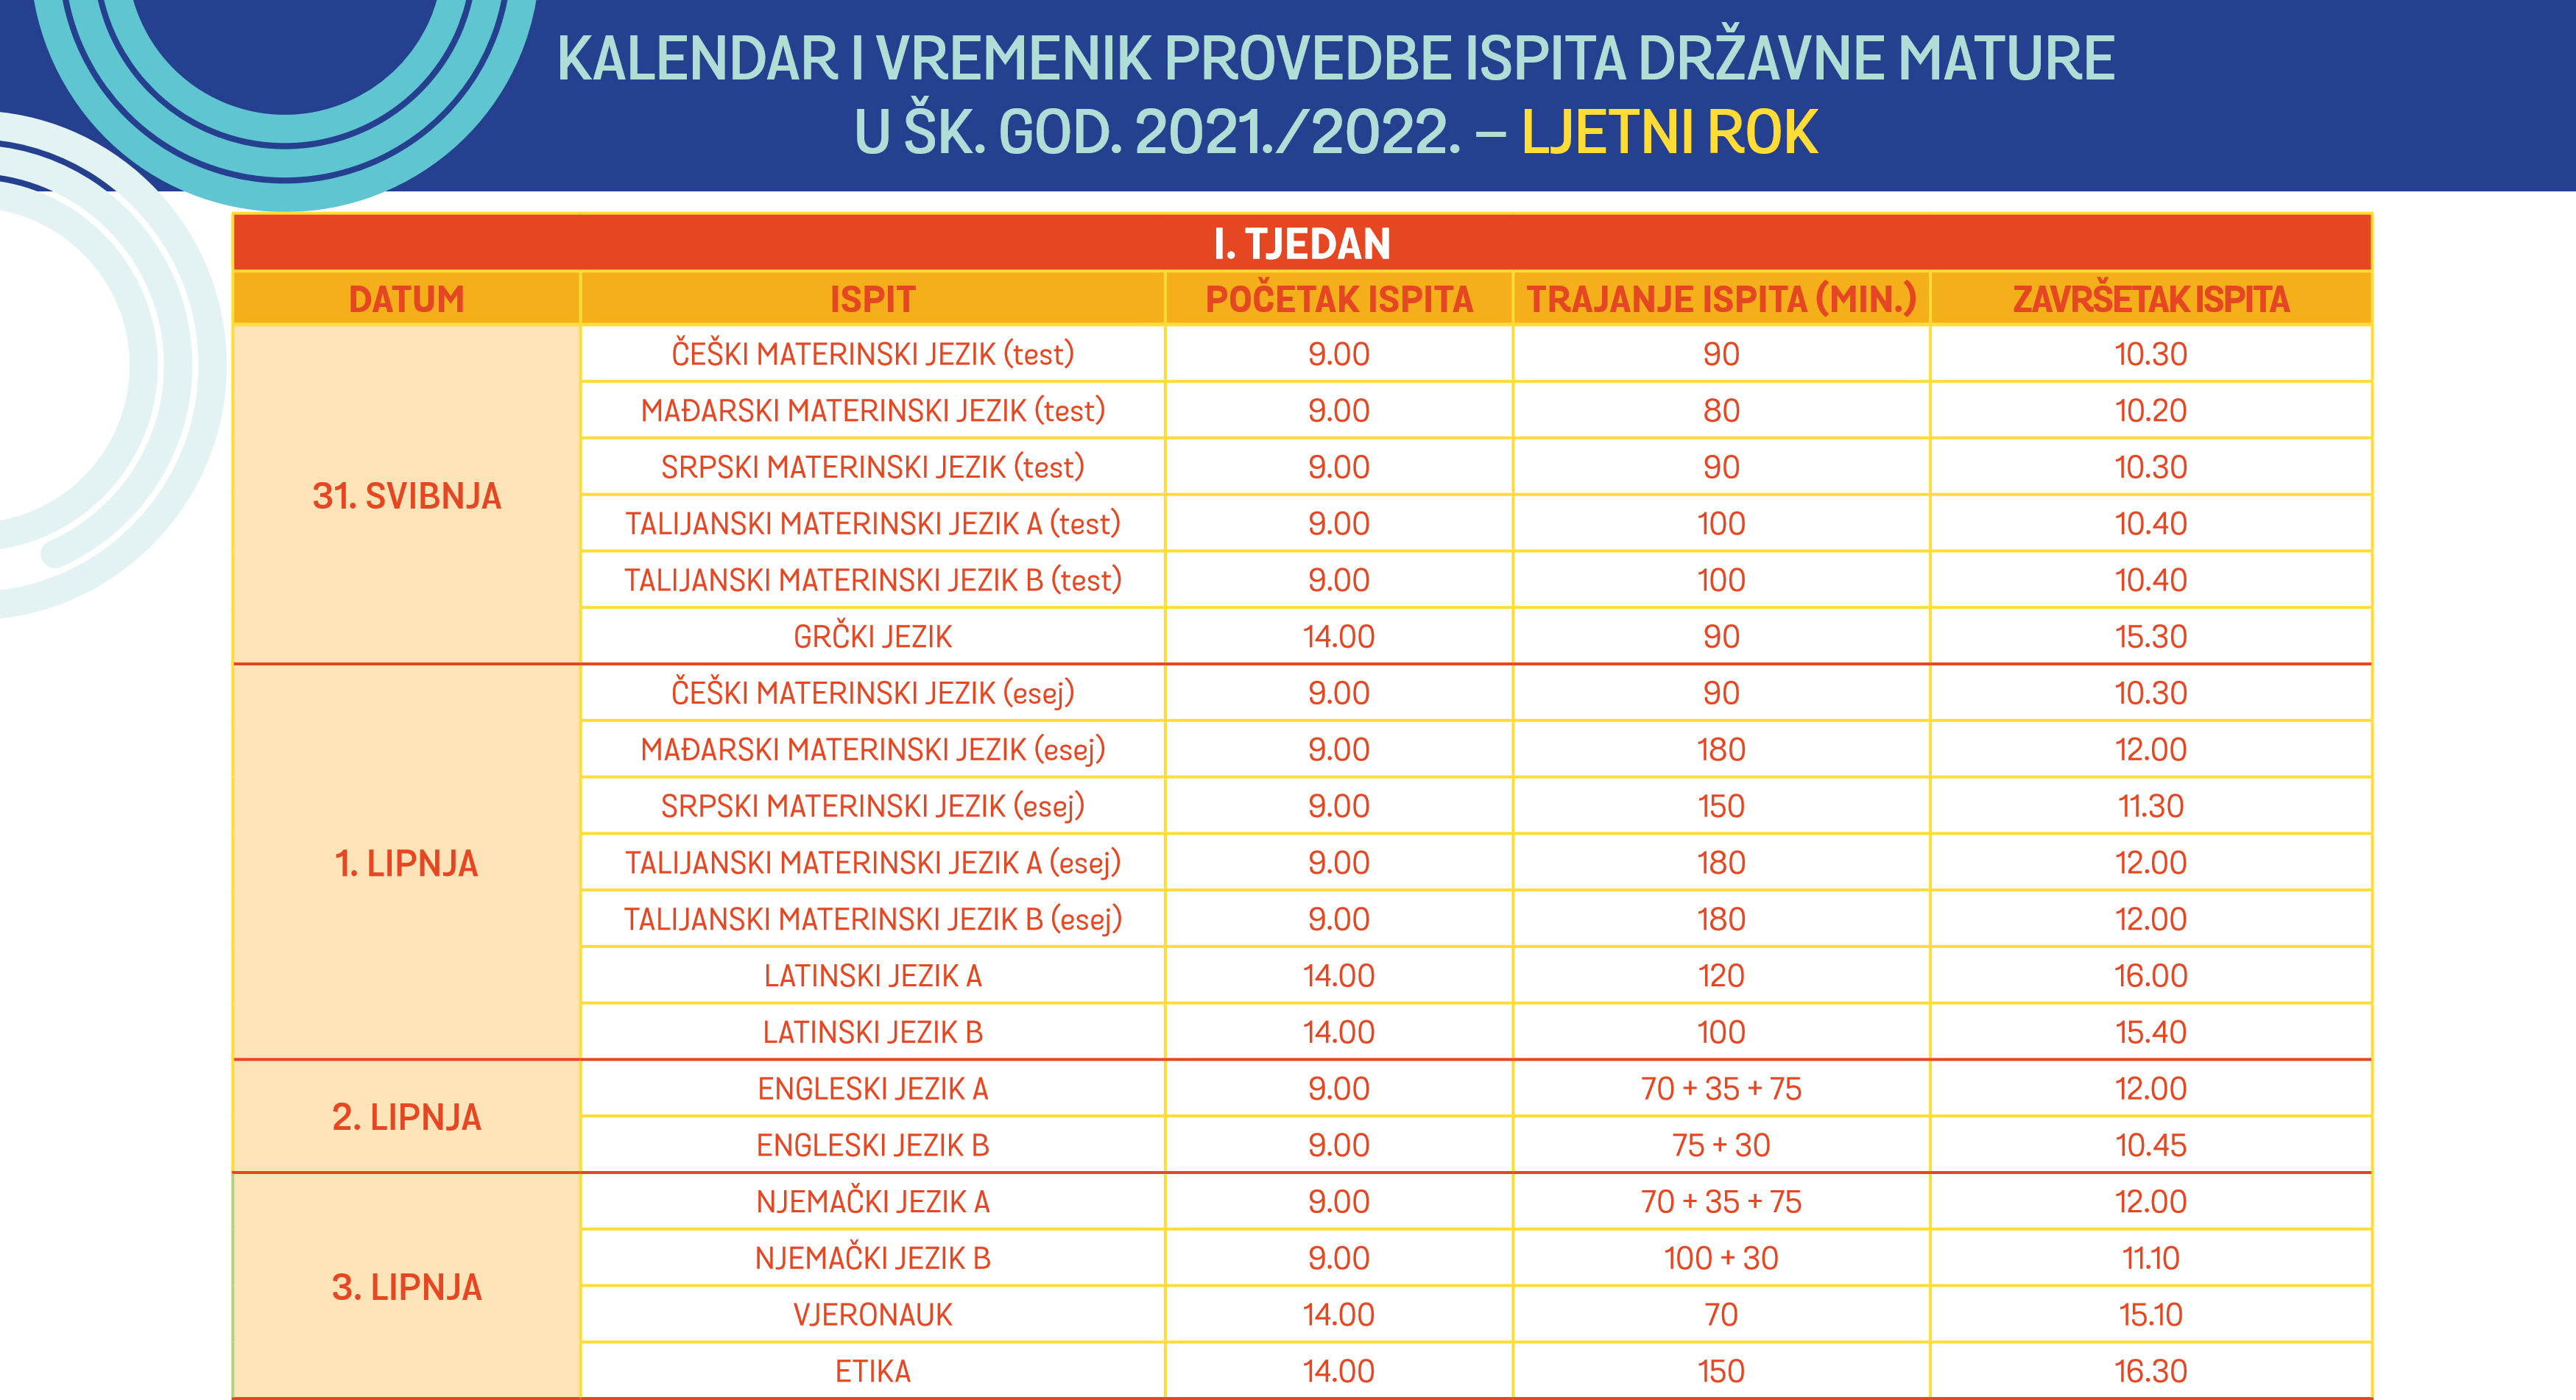 KALENDAR I VREMENIK PROVEDBE ISPITA DRŽAVNE MATURE
U ŠK. GOD. 2021./2022. – LJETNI ROK
I. TJEDAN
DATUM ISPIT POČETAK ISPITA TRAJANJE ISPITA (MIN.) ZAVRŠETAK ISPITA
31. SVIBNJA
ČEŠKI MATERINSKI JEZIK (test) 9.00 90 10.30
MAĐARSKI MATERINSKI JEZIK (test) 9.00 80 10.20
SRPSKI MATERINSKI JEZIK (test) 9.00 90 10.30
TALIJANSKI MATERINSKI JEZIK A (test) 9.00 100 10.40
TALIJANSKI MATERINSKI JEZIK B (test) 9.00 100 10.40
GRČKI JEZIK 14.00 90 15.30
1. LIPNJA
ČEŠKI MATERINSKI JEZIK (esej) 9.00 90 10.30
MAĐARSKI MATERINSKI JEZIK (esej) 9.00 180 12.00
SRPSKI MATERINSKI JEZIK (esej) 9.00 150 11.30
TALIJANSKI MATERINSKI JEZIK A (esej) 9.00 180 12.00
TALIJANSKI MATERINSKI JEZIK B (esej) 9.00 180 12.00
LATINSKI JEZIK A 14.00 120 16.00
LATINSKI JEZIK B 14.00 100 15.40
2. LIPNJA
ENGLESKI JEZIK A 9.00 70 + 35 + 75 12.00
ENGLESKI JEZIK B 9.00 75 + 30 10.45
3. LIPNJA
NJEMAČKI JEZIK A 9.00 70 + 35 + 75 12.00
NJEMAČKI JEZIK B 9.00 100 + 30 11.10
VJERONAUK 14.00 70 15.10
ETIKA 14.00 150 16.30